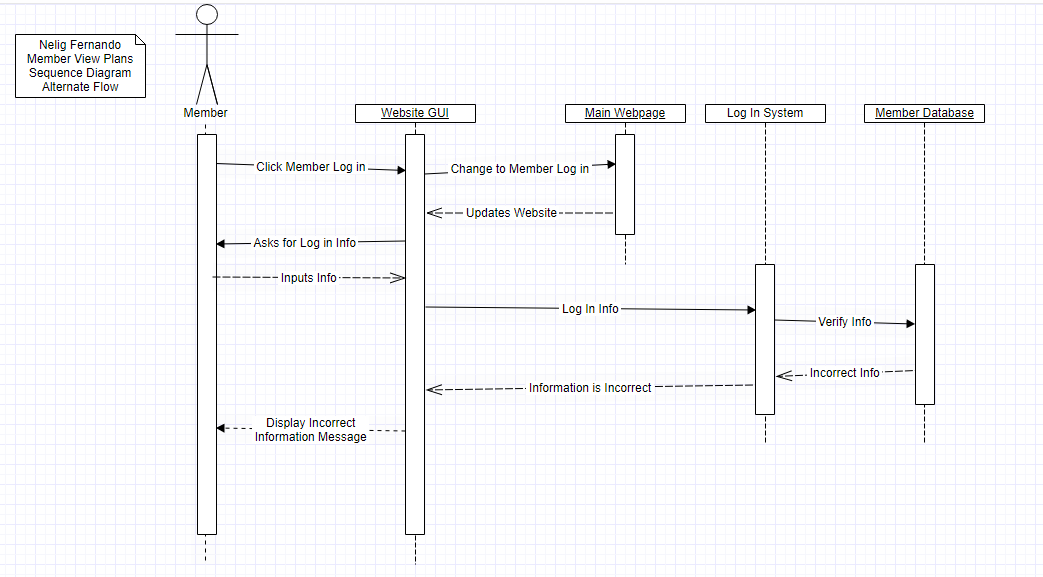 Nelig Fernando
Member View Plans
Sequence Diagram
Alternate Flow
Member
Website GUI
Main Webpage
Log In System
Member Database
Click Member Log in
Change to Member Log in
Updates Website
Asks for Log in Info
Inputs Info
Log In Info
Verify Info
Incorrect Info
Information is Incorrect
Display Incorrect
Information Message